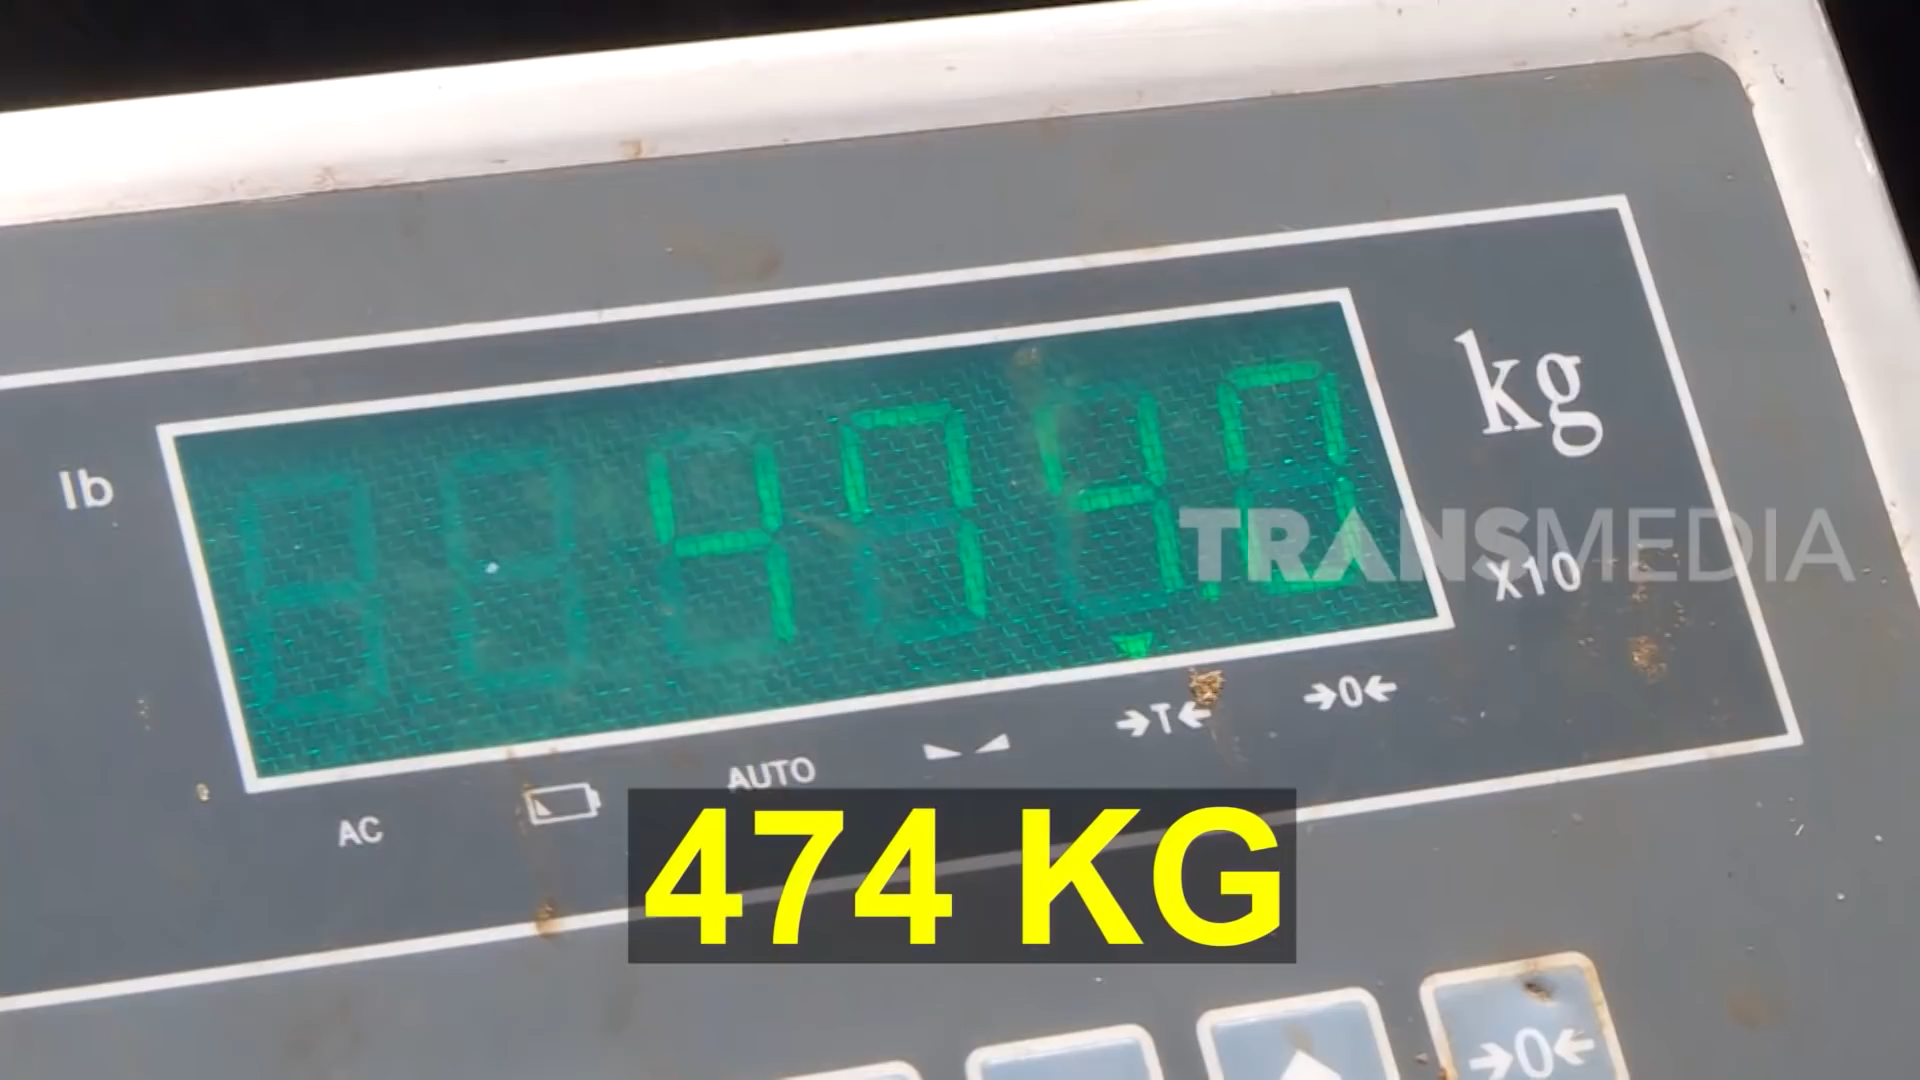 lb
474.0
kg
TRANSMEDIA
X10
→T←
→0←
AUTO
AC
474 KG
→0←